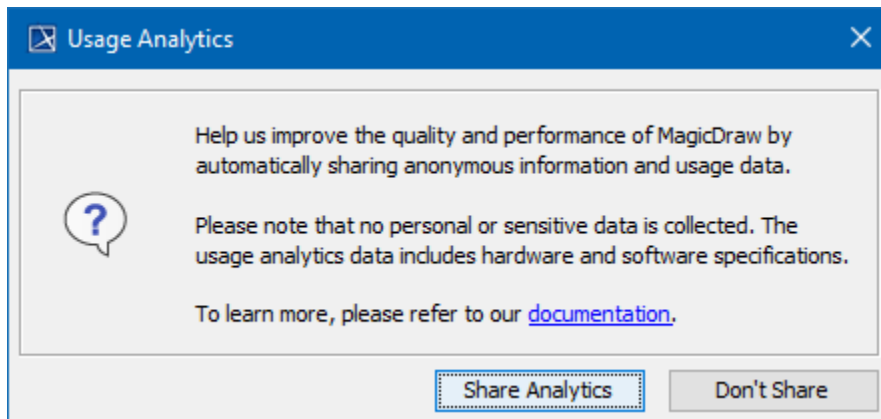 Usage Analytics
Help us improve the quality and performance of MagicDraw by
automatically sharing anonymous information and usage data.
?
Please note that no personal or sensitive data is collected. The
usage analytics data includes hardware and software specifications.
To learn more, please refer to our documentation.
Share Analytics
Don't Share